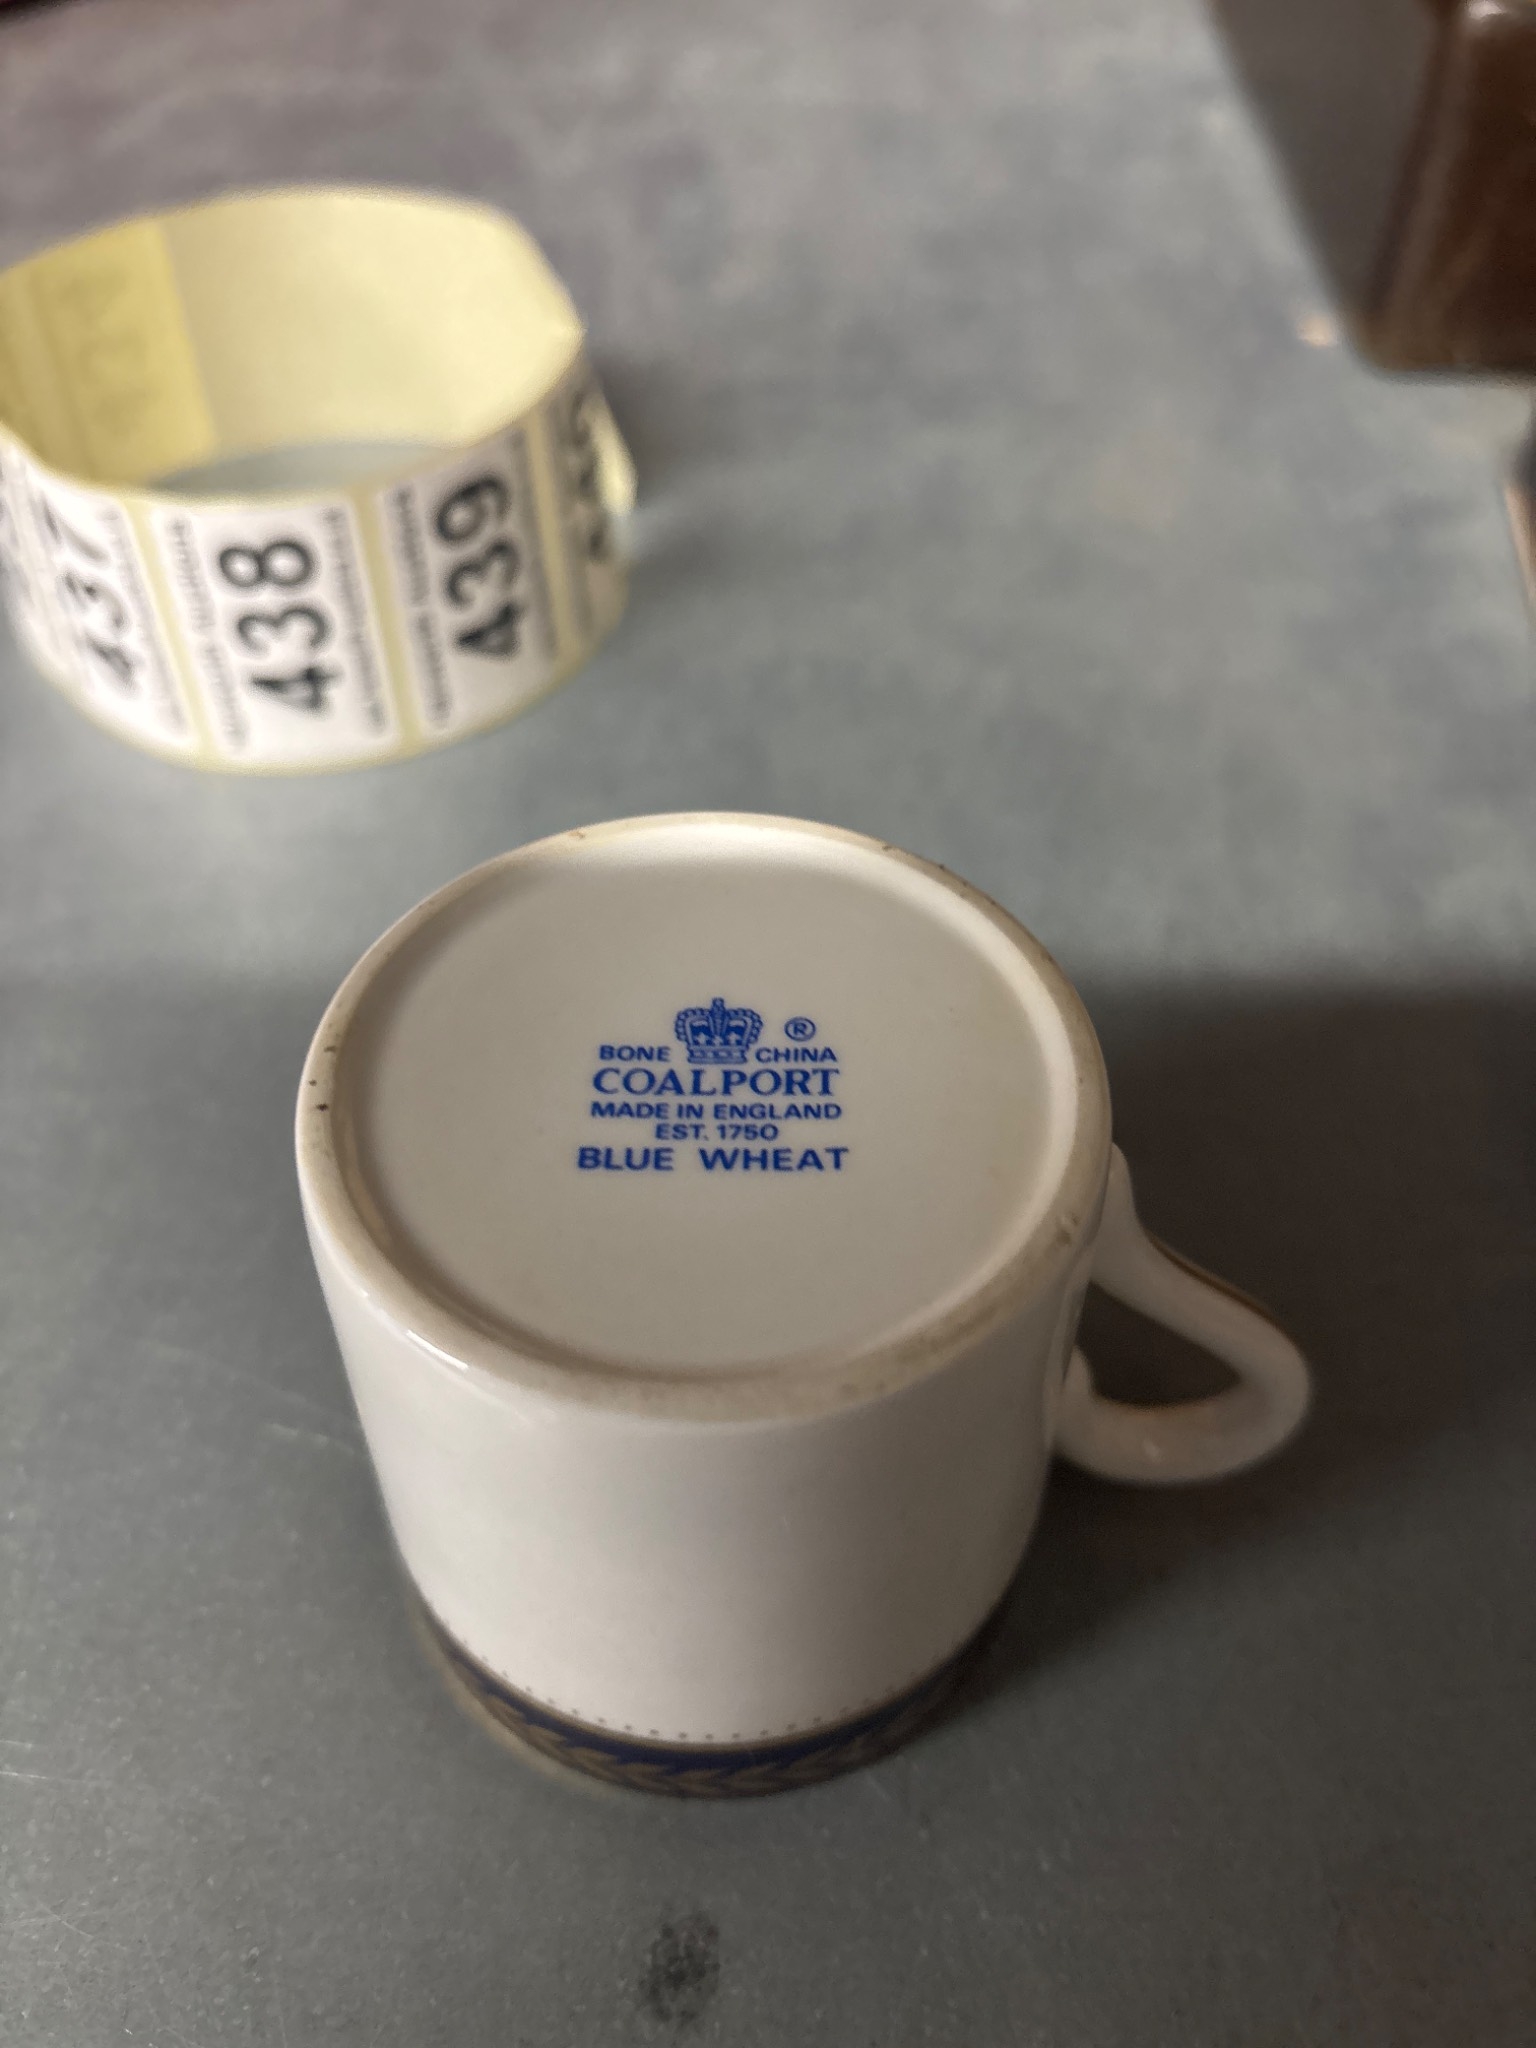 437
438
439
®
BONE CHINA
COALPORT
MADE IN ENGLAND
EST. 1750
BLUE WHEAT